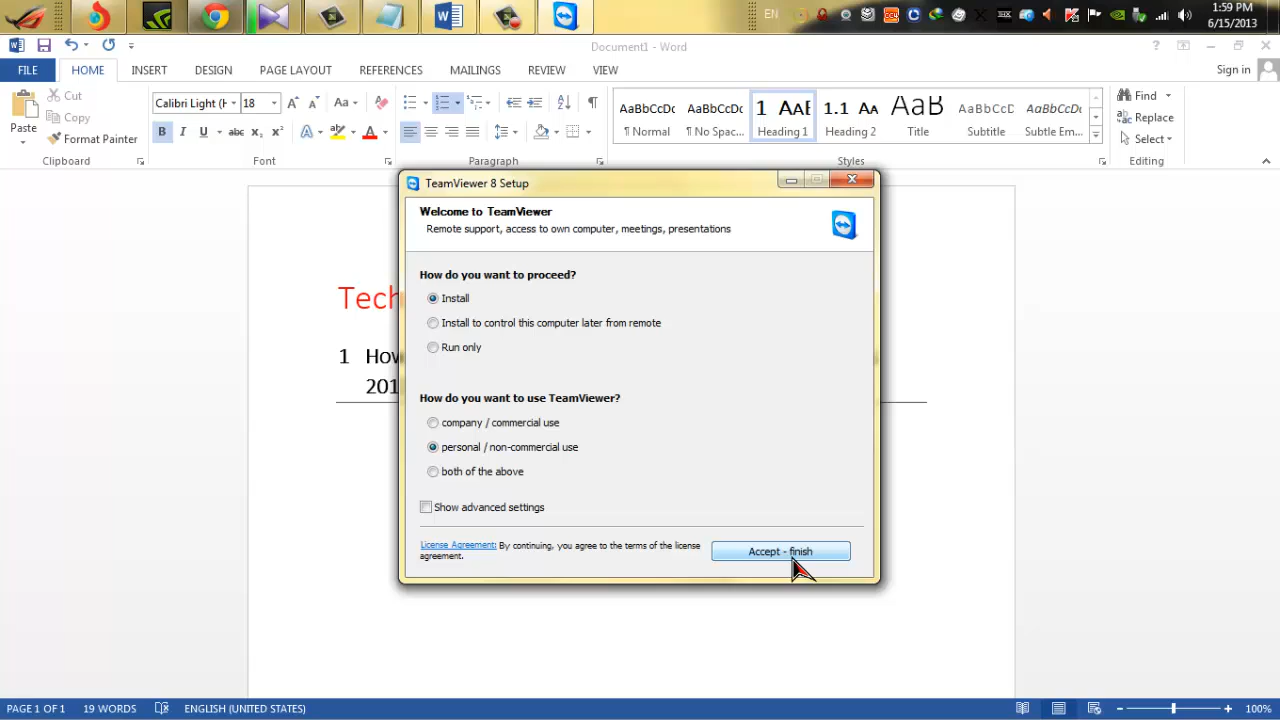 EN
1:59 PM
6/15/2013
Document1 - Word
FILE
HOME
INSERT
DESIGN
PAGE LAYOUT
REFERENCES
MAILINGS
REVIEW
VIEW
Sign in
Paste
Cut
Copy
Format Painter
Calibri Light (H
18
Aa
B I U abc x₂ x²
AaBbCcDc
¶ Normal
AaBbCcDc
¶ No Spac...
1 AAE
Heading 1
1.1 AA
Heading 2
AaB
Title
AaBbCcD
Subtitle
AaBbCcDc
Subtle Em...
Find
Replace
Select
Clipboard
Font
Paragraph
Styles
Editing
TeamViewer 8 Setup
Welcome to TeamViewer
Remote support, access to own computer, meetings, presentations
How do you want to proceed?
Install
Install to control this computer later from remote
Run only
How do you want to use TeamViewer?
company / commercial use
personal / non-commercial use
both of the above
Show advanced settings
License Agreement: By continuing, you agree to the terms of the license
agreement.
Accept - finish
Tech
1 How
201
PAGE 1 OF 1
19 WORDS
ENGLISH (UNITED STATES)
100%